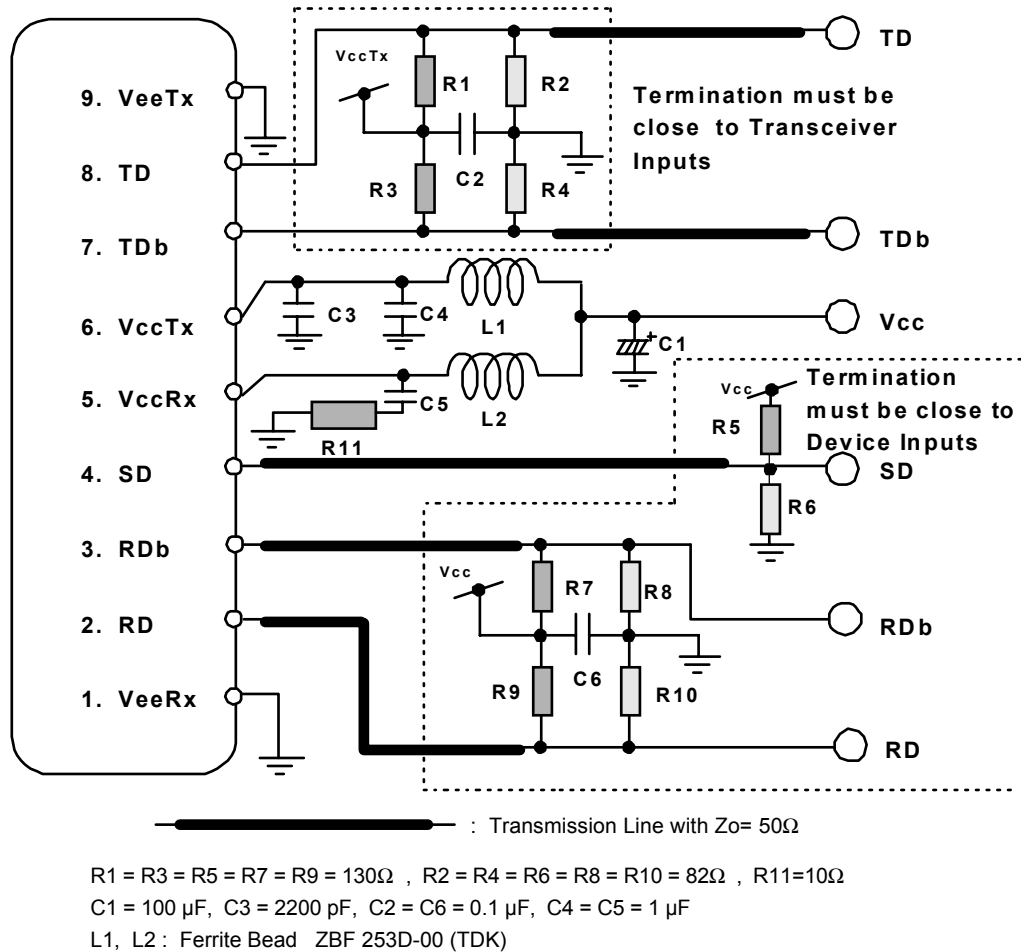 9. VeeTx
8. TD
7. TDb
6. VccTx
5. VccRx
4. SD
3. RDb
2. RD
1. VeeRx
VccTx
R1
R2
R3
C2
R4
TD
Termination must be
close to Transceiver
Inputs
TDb
C3
C4
L1
Vcc
+
C1
C5
L2
R11
Vcc
Termination
must be close to
Device Inputs
R5
SD
R6
Vcc
R7
R8
RDb
R9
C6
R10
RD
: Transmission Line with Zo= 50Ω
R1 = R3 = R5 = R7 = R9 = 130Ω , R2 = R4 = R6 = R8 = R10 = 82Ω , R11=10Ω
C1 = 100 µF, C3 = 2200 pF, C2 = C6 = 0.1 µF, C4 = C5 = 1 µF
L1, L2 : Ferrite Bead ZBF 253D-00 (TDK)